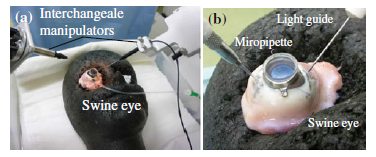 (a) Interchangeale
manipulators
Swine eye
(b)
Light guide
Miropipette
Swine eye